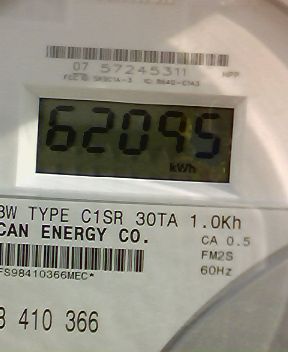 07 57245311 HPP
62095
kWh
3W TYPE C1SR 30TA 1.0Kh
CAN ENERGY CO.
CA 0.5
FM2S
60Hz
FS98410366MEC*
8 410 366